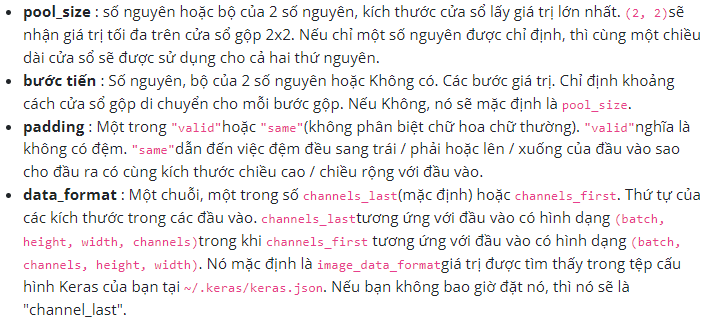 • pool_size : số nguyên hoặc bộ của 2 số nguyên, kích thước cửa sổ lấy giá trị lớn nhất. (2, 2)sẽ
nhận giá trị tối đa trên cửa sổ gộp 2x2. Nếu chỉ một số nguyên được chỉ định, thì cùng một chiều
dài cửa sổ sẽ được sử dụng cho cả hai thứ nguyên.
• bước tiến : Số nguyên, bộ của 2 số nguyên hoặc Không có. Các bước giá trị. Chỉ định khoảng
cách cửa sổ gộp di chuyển cho mỗi bước gộp. Nếu Không, nó sẽ mặc định là pool_size.
• padding : Một trong "valid"hoặc "same"(không phân biệt chữ hoa chữ thường). "valid"nghĩa là
không có đệm. "same"dẫn đến việc đệm đều sang trái / phải hoặc lên / xuống của đầu vào sao
cho đầu ra có cùng kích thước chiều cao / chiều rộng với đầu vào.
• data_format : Một chuỗi, một trong số channels_last(mặc định) hoặc channels_first. Thứ tự của
các kích thước trong các đầu vào. channels_lasttương ứng với đầu vào có hình dạng (batch,
height, width, channels)trong khi channels_first tương ứng với đầu vào có hình dạng (batch,
channels, height, width). Nó mặc định là image_data_formatgiá trị được tìm thấy trong tệp cấu
hình Keras của bạn tại ~/.keras/keras.json. Nếu bạn không bao giờ đặt nó, thì nó sẽ là
"channel_last".